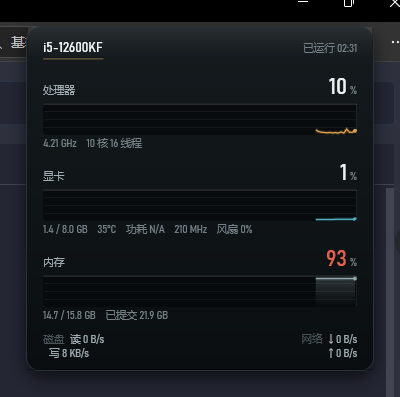 、基
i5-12600KF 已运行 02:31
处理器 10 %
4.21 GHz 10 核 16 线程
显卡 1 %
1.4 / 8.0 GB 35°C 功耗 N/A 210 MHz 风扇 0%
内存 93 %
14.7 / 15.8 GB 已提交 21.9 GB
磁盘 读 0 B/s 网络 ↓ 0 B/s
写 8 KB/s ↑ 0 B/s